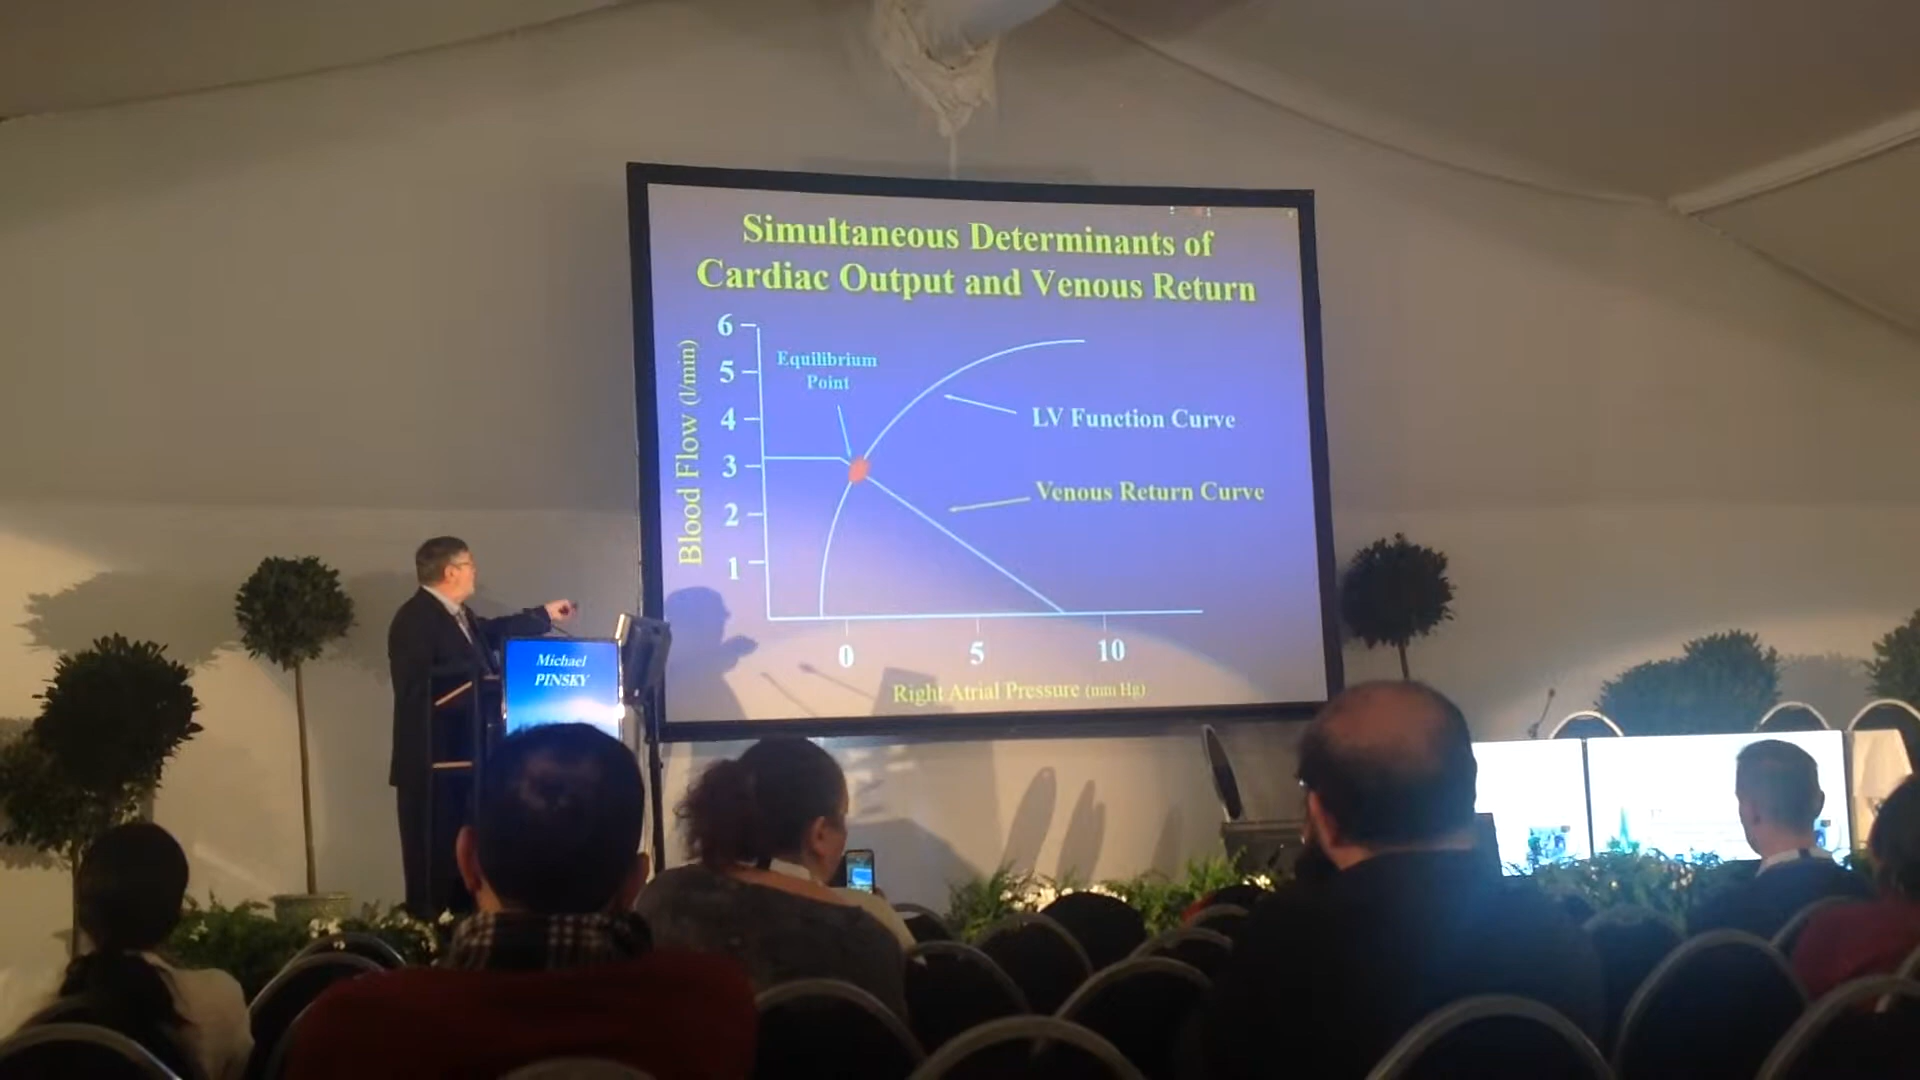 Simultaneous Determinants of
Cardiac Output and Venous Return
6
5
4
3
2
1
Blood Flow (l/min)
Equilibrium
Point
LV Function Curve
Venous Return Curve
0 5 10
Right Atrial Pressure (mm Hg)
Michael
PINSKY